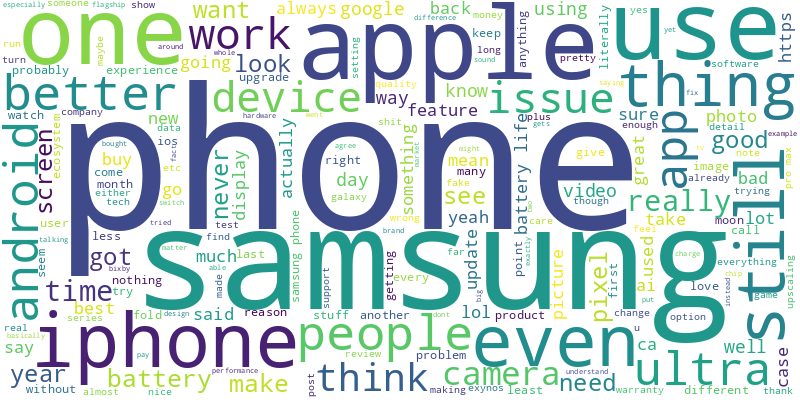 especially someone flagship show
money
difference
run maybe
one
work
want
going
look
always google
back
using
keep
apple
long
anything
pretty
literally
yes
use
yet
software
https
turn
probably experience
around whole
upgrade
setting
quality
saying
fix
better
device
know
way
feature
issue
sure
enough
thing
watch
company
new
data
ios
hardware
went
plus
gets
photo
detail
example
android
screen
ecosystem
buy
bought
fact
phone
shit
agree
might
something
mean
many
battery life
give
great
app
good
note
TV
pro max
come
month
etc
either
tech
switch
never
display
actually
right
day
galaxy
market
fake
see
video
though
image
already
bad
trying
user
go
tried
test
wrong
yeah
care
two
exactly
really
take
moon
lot
feel
call
seem
talking
less
find
samsung phone
brand
far
point
picture
pixel
used
ai
first
love
everything
upscaling
still
got
nothing
much
last
matter
bixby
able
made
samsung
every
getting
update
big
charge
chip
put
instead
game
time
try
best
series
fold
design
said
reason
support
stuff
another
dont
lol
product
change
u
option
real
basically
say
iphone
people
review
problem
even
ca
well
case
year
without
almost
nice
battery
pay
performance
make
post
think
making
exynos
least
camera
understand
need
warranty
ultra
different
thank